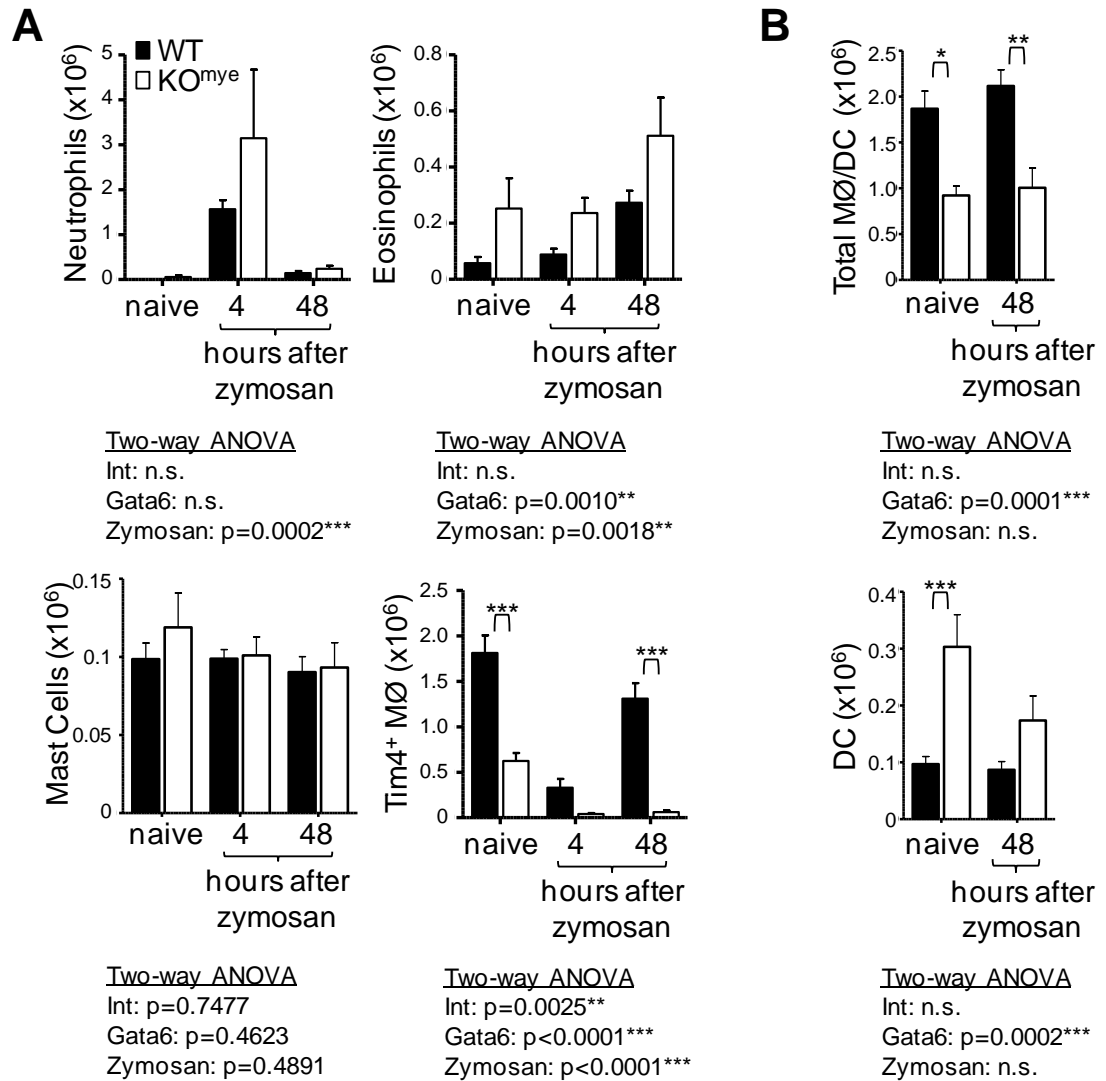 A
B
WT
KOmye
Neutrophils (x10⁶)
5
4
3
2
1
0
naive
4
48
hours after
zymosan
Two-way ANOVA
Int: n.s.
Gata6: n.s.
Zymosan: p=0.0002***
Eosinophils (x10⁶)
0.8
0.6
0.4
0.2
0
naive
4
48
hours after
zymosan
Two-way ANOVA
Int: n.s.
Gata6: p=0.0010**
Zymosan: p=0.0018**
Total MØ/DC (x10⁶)
2.5
2.0
1.5
1.0
0.5
0
*
**
naive
48
hours after
zymosan
Two-way ANOVA
Int: n.s.
Gata6: p=0.0001***
Zymosan: n.s.
Mast Cells (x10⁶)
0.15
0.1
0.05
0
naive
4
48
hours after
zymosan
Two-way ANOVA
Int: p=0.7477
Gata6: p=0.4623
Zymosan: p=0.4891
Tim4⁺ MØ (x10⁶)
2.5
2.0
1.5
1.0
0.5
0
***
***
naive
4
48
hours after
zymosan
Two-way ANOVA
Int: p=0.0025**
Gata6: p<0.0001***
Zymosan: p<0.0001***
DC (x10⁶)
0.4
0.3
0.2
0.1
0
***
naive
48
hours after
zymosan
Two-way ANOVA
Int: n.s.
Gata6: p=0.0002***
Zymosan: n.s.